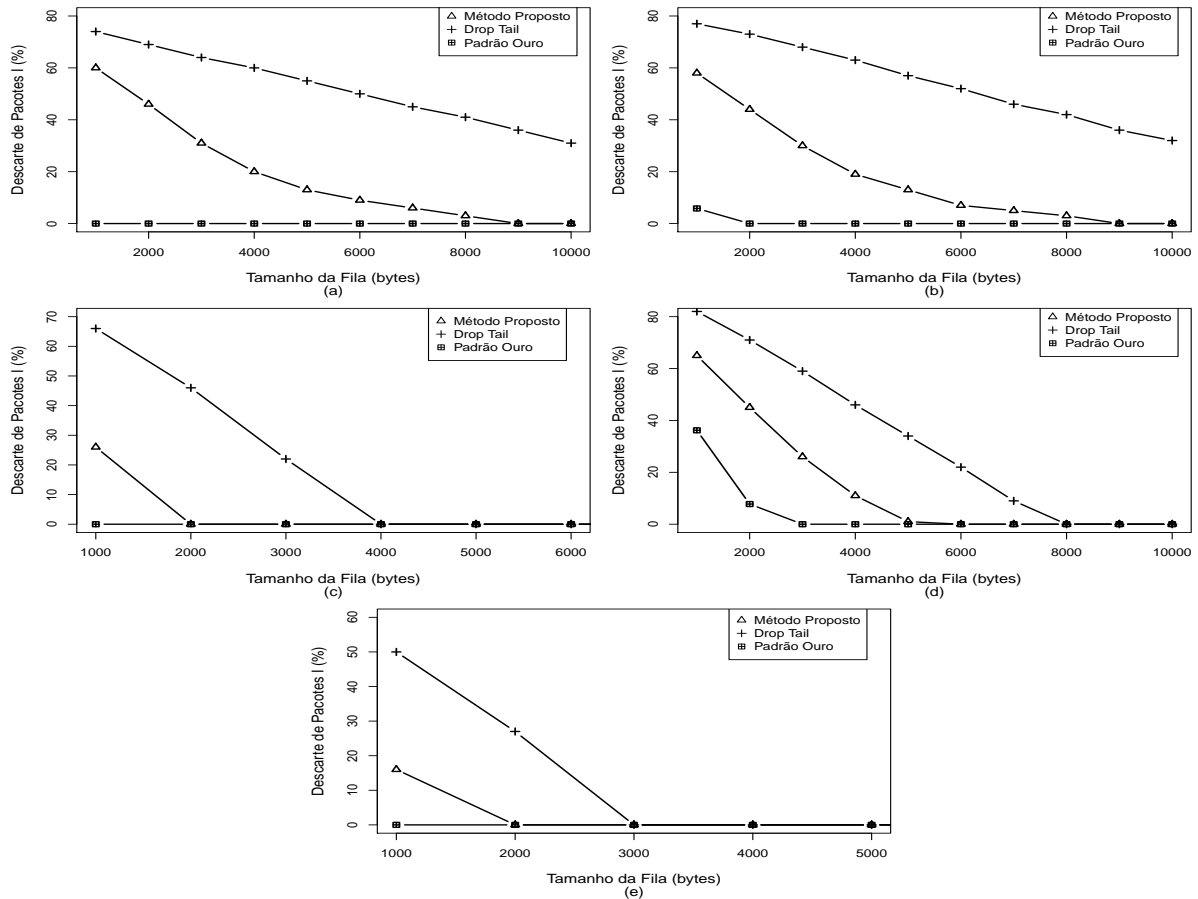 Descarte de Pacotes I (%)
80
60
40
20
0
Método Proposto
Drop Tail
Padrão Ouro
2000 4000 6000 8000 10000
Tamanho da Fila (bytes)
(a)
Descarte de Pacotes I (%)
80
60
40
20
0
Método Proposto
Drop Tail
Padrão Ouro
2000 4000 6000 8000 10000
Tamanho da Fila (bytes)
(b)
Descarte de Pacotes I (%)
70
60
50
40
30
20
10
0
Método Proposto
Drop Tail
Padrão Ouro
1000 2000 3000 4000 5000 6000
Tamanho da Fila (bytes)
(c)
Descarte de Pacotes I (%)
80
60
40
20
0
Método Proposto
Drop Tail
Padrão Ouro
2000 4000 6000 8000 10000
Tamanho da Fila (bytes)
(d)
Descarte de Pacotes I (%)
60
50
40
30
20
10
0
Método Proposto
Drop Tail
Padrão Ouro
1000 2000 3000 4000 5000
Tamanho da Fila (bytes)
(e)